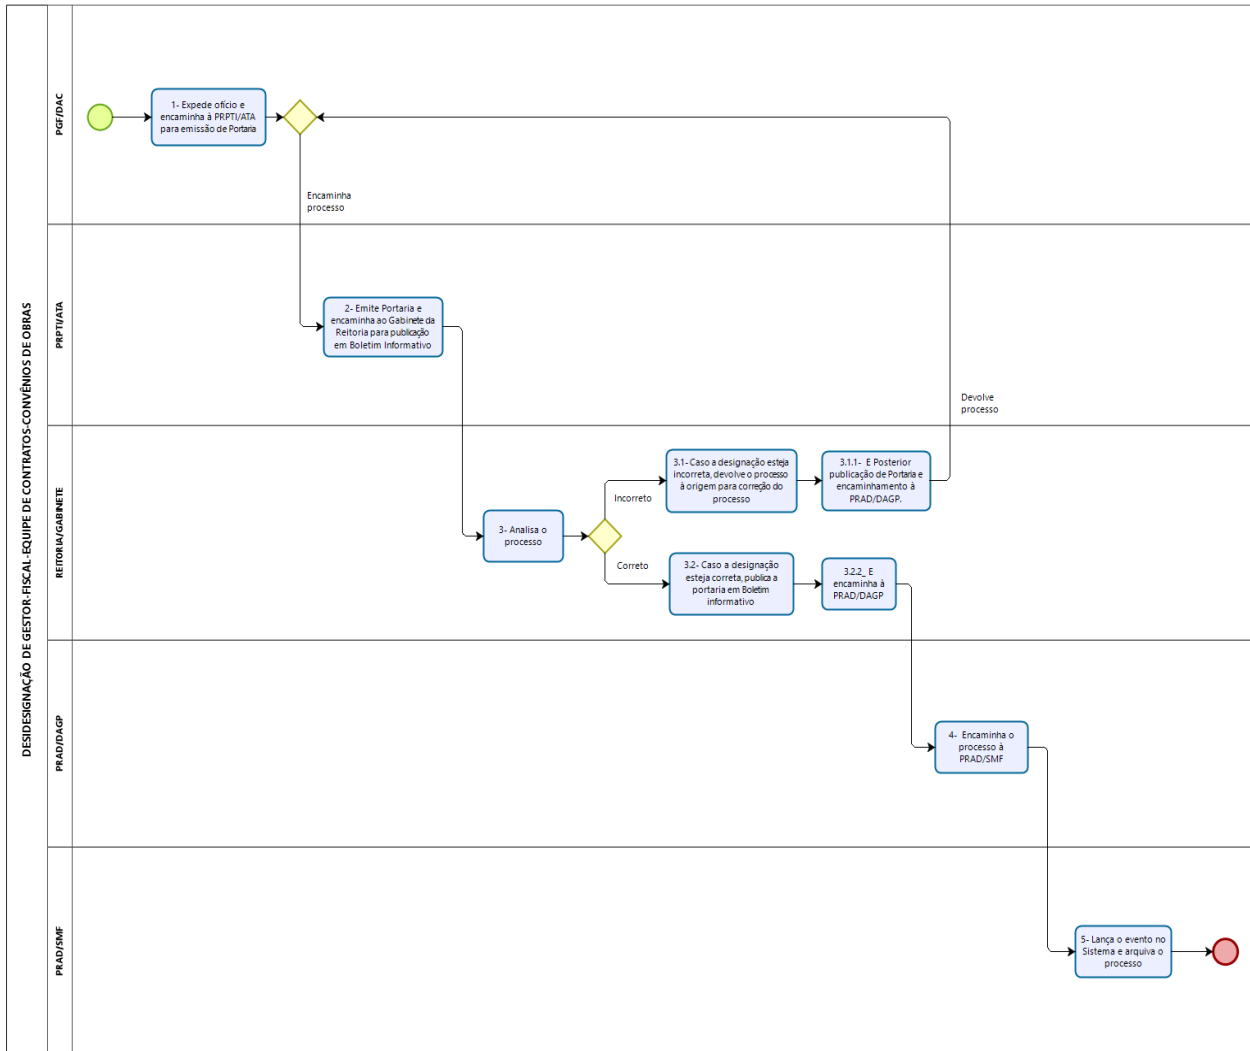 DESIDESIGNAÇÃO DE GESTOR-FISCAL-EQUIPE DE CONTRATOS-CONVÊNIOS DE OBRAS
PGF/DAC
1- Expede ofício e
encaminha à PRPTI/ATA
para emissão de Portaria
Encaminha
processo
PRPTI/ATA
2- Emite Portaria e
encaminha ao Gabinete da
Reitoria para publicação
em Boletim Informativo
Devolve
processo
REITORIA/GABINETE
3- Analisa o
processo
Incorreto
Correto
3.1- Caso a designação esteja
incorreta, devolve o processo
à origem para correção do
processo
3.1.1- E Posterior
publicação de Portaria e
encaminhamento à
PRAD/DAGP.
3.2- Caso a designação
esteja correta, publica a
portaria em Boletim
informativo
3.2.2_ E
encaminha à
PRAD/DAGP
PRAD/DAGP
4- Encaminha o
processo à
PRAD/SMF
PRAD/SMF
5- Lança o evento no
Sistema e arquiva o
processo